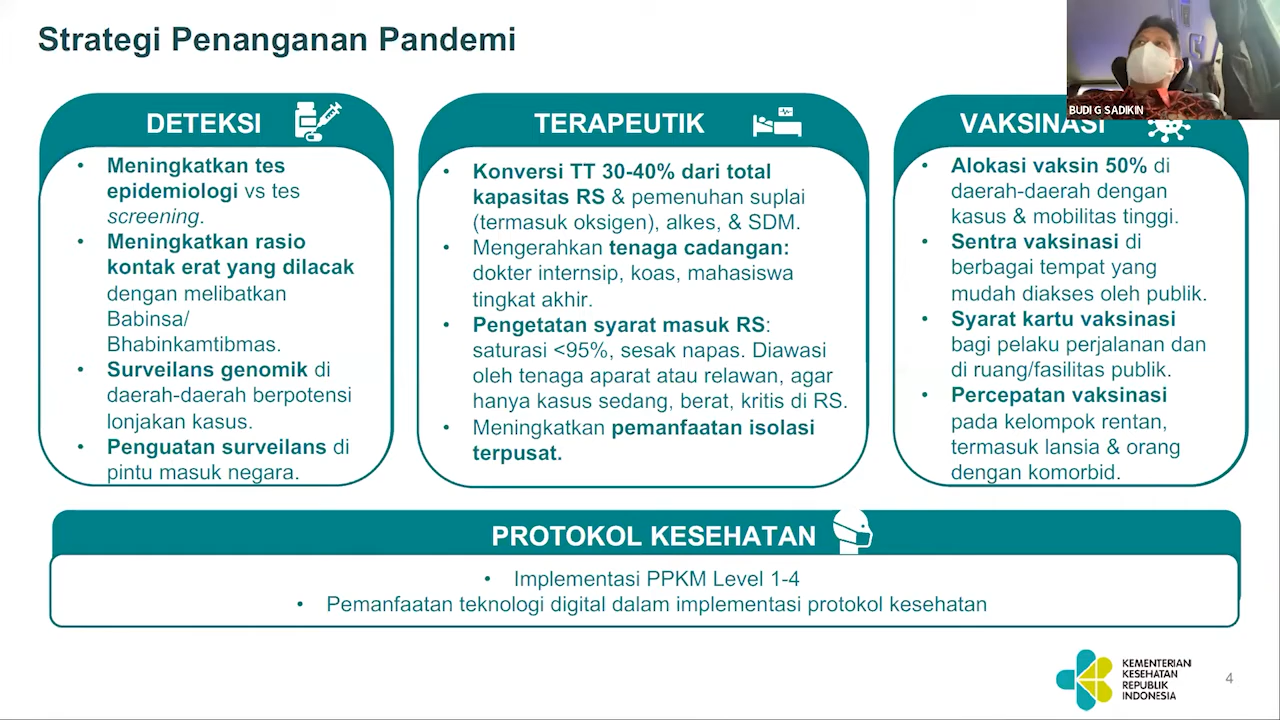 Strategi Penanganan Pandemi
BUDI G SADIKIN
DETEKSI
• Meningkatkan tes
epidemiologi vs tes
screening.
• Meningkatkan rasio
kontak erat yang dilacak
dengan melibatkan
Babinsa/
Bhabinkamtibmas.
• Surveilans genomik di
daerah-daerah berpotensi
lonjakan kasus.
• Penguatan surveilans di
pintu masuk negara.
TERAPEUTIK
• Konversi TT 30-40% dari total
kapasitas RS & pemenuhan suplai
(termasuk oksigen), alkes, & SDM.
• Mengerahkan tenaga cadangan:
dokter internsip, koas, mahasiswa
tingkat akhir.
• Pengetatan syarat masuk RS:
saturasi <95%, sesak napas. Diawasi
oleh tenaga aparat atau relawan, agar
hanya kasus sedang, berat, kritis di RS.
• Meningkatkan pemanfaatan isolasi
terpusat.
VAKSINASI
• Alokasi vaksin 50% di
daerah-daerah dengan
kasus & mobilitas tinggi.
• Sentra vaksinasi di
berbagai tempat yang
mudah diakses oleh publik.
• Syarat kartu vaksinasi
bagi pelaku perjalanan dan
di ruang/fasilitas publik.
• Percepatan vaksinasi
pada kelompok rentan,
termasuk lansia & orang
dengan komorbid.
PROTOKOL KESEHATAN
• Implementasi PPKM Level 1-4
• Pemanfaatan teknologi digital dalam implementasi protokol kesehatan
KEMENTERIAN
KESEHATAN
REPUBLIK
INDONESIA
4